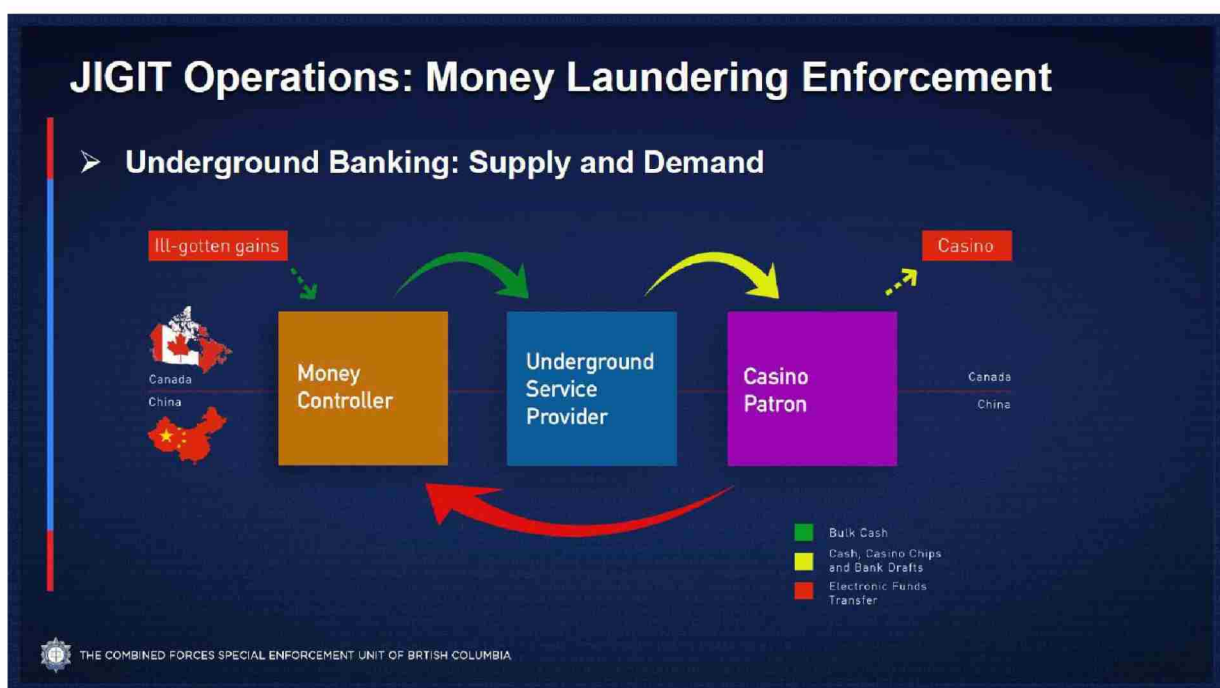 JIGIT Operations: Money Laundering Enforcement
➢ Underground Banking: Supply and Demand
Ill-gotten gains
Casino
Canada
China
Money
Controller
Underground
Service
Provider
Casino
Patron
Canada
China
Bulk Cash
Cash, Casino Chips
and Bank Drafts
Electronic Funds
Transfer
THE COMBINED FORCES SPECIAL ENFORCEMENT UNIT OF BRTISH COLUMBIA